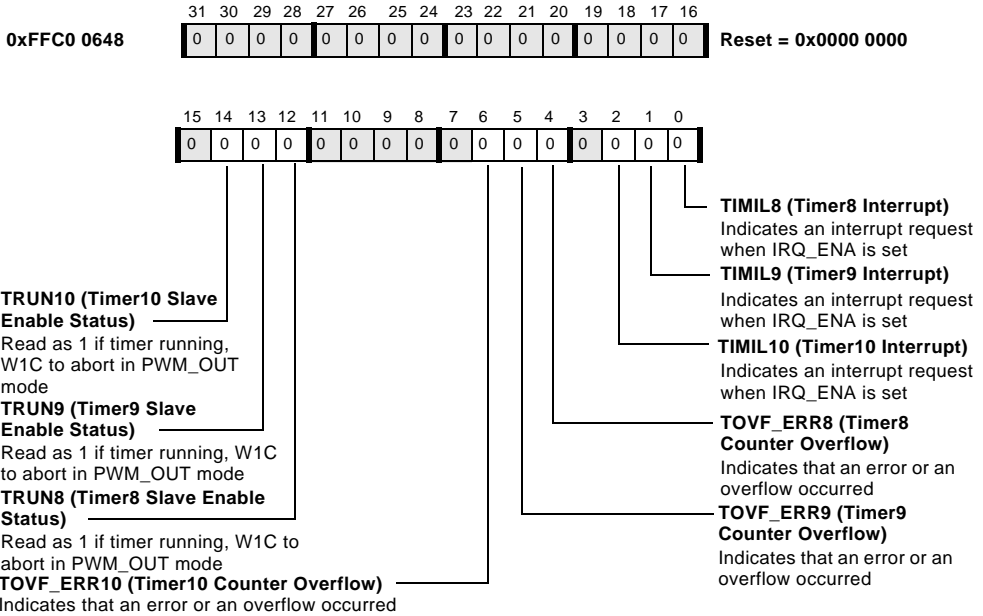 31 30 29 28 27 26 25 24 23 22 21 20 19 18 17 16
0xFFC0 0648 0 0 0 0 0 0 0 0 0 0 0 0 0 0 0 0 Reset = 0x0000 0000
15 14 13 12 11 10 9 8 7 6 5 4 3 2 1 0
0 0 0 0 0 0 0 0 0 0 0 0 0 0 0 0
TIMIL8 (Timer8 Interrupt)
Indicates an interrupt request
when IRQ_ENA is set
TIMIL9 (Timer9 Interrupt)
Indicates an interrupt request
when IRQ_ENA is set
TIMIL10 (Timer10 Interrupt)
Indicates an interrupt request
when IRQ_ENA is set
TOVF_ERR8 (Timer8
Counter Overflow)
Indicates that an error or an
overflow occurred
TOVF_ERR9 (Timer9
Counter Overflow)
Indicates that an error or an
overflow occurred
TRUN10 (Timer10 Slave
Enable Status)
Read as 1 if timer running,
W1C to abort in PWM_OUT
mode
TRUN9 (Timer9 Slave
Enable Status)
Read as 1 if timer running, W1C
to abort in PWM_OUT mode
TRUN8 (Timer8 Slave Enable
Status)
Read as 1 if timer running, W1C to
abort in PWM_OUT mode
TOVF_ERR10 (Timer10 Counter Overflow)
Indicates that an error or an overflow occurred